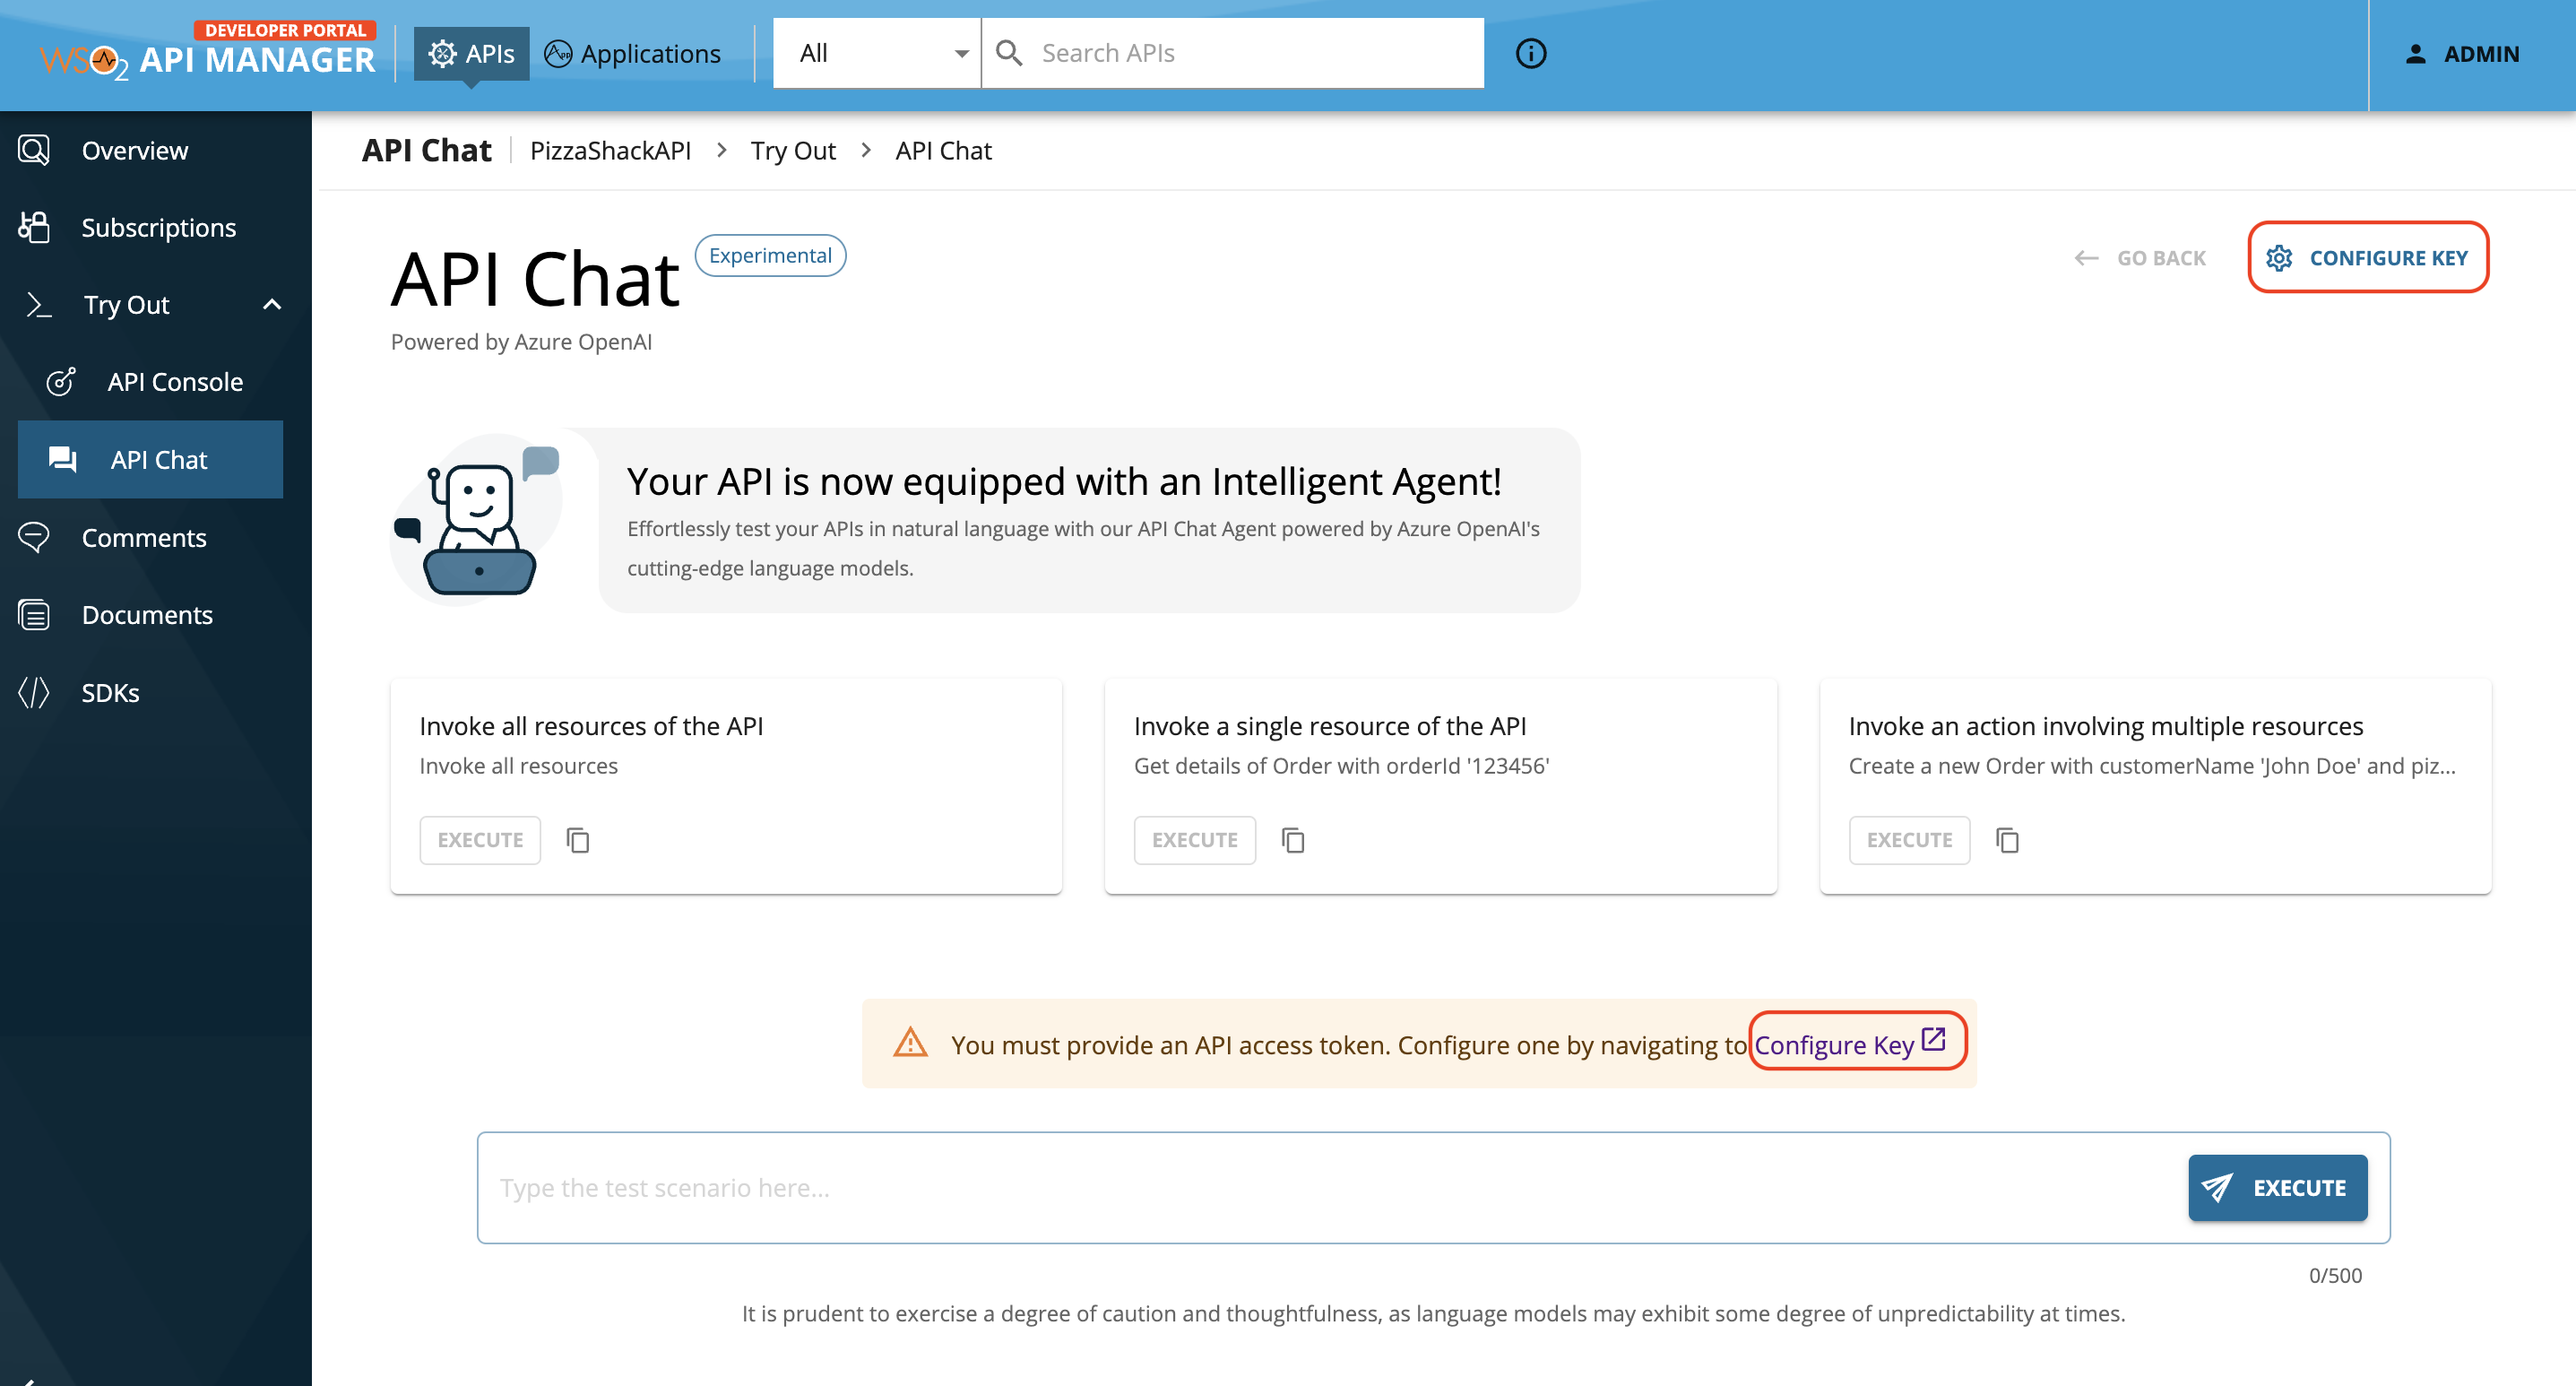 DEVELOPER PORTAL
WSO2 API MANAGER
APIs
APP
Applications
All
Search APIs
ADMIN
Overview
Subscriptions
Try Out
API Console
API Chat
Comments
Documents
SDKs
API Chat
PizzaShackAPI > Try Out > API Chat
API Chat
Experimental
GO BACK
CONFIGURE KEY
Powered by Azure OpenAI
Your API is now equipped with an Intelligent Agent!
Effortlessly test your APIs in natural language with our API Chat Agent powered by Azure OpenAI's
cutting-edge language models.
Invoke all resources of the API
Invoke all resources
EXECUTE
Invoke a single resource of the API
Get details of Order with orderId '123456'
EXECUTE
Invoke an action involving multiple resources
Create a new Order with customerName 'John Doe' and piz...
EXECUTE
You must provide an API access token. Configure one by navigating to Configure Key
Type the test scenario here...
EXECUTE
0/500
It is prudent to exercise a degree of caution and thoughtfulness, as language models may exhibit some degree of unpredictability at times.